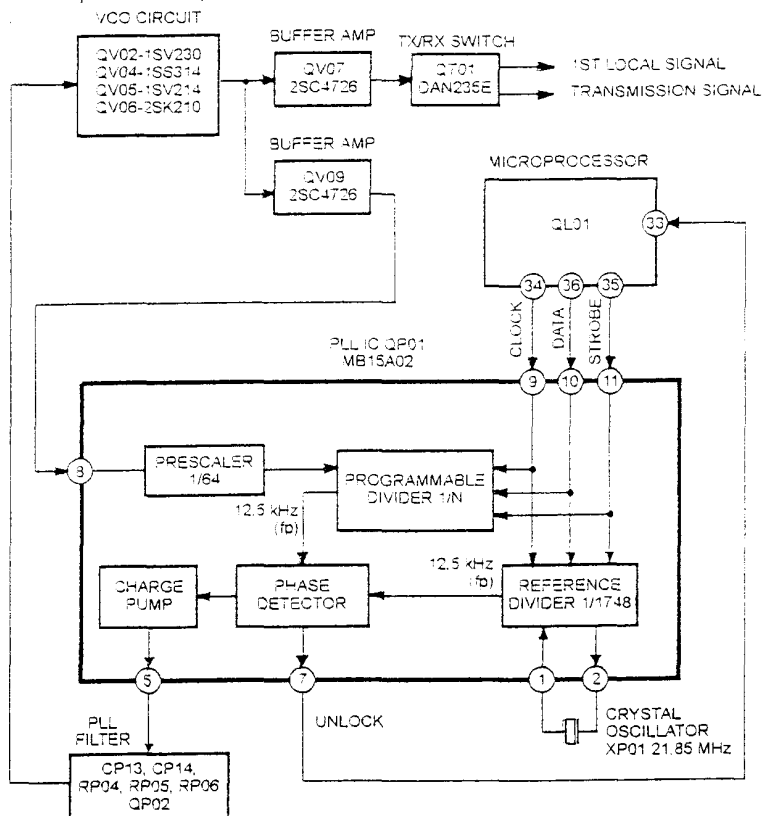 VCO CIRCUIT
QV02-1SV230
QV04-1SS314
QV05-1SV214
QV06-2SK210
BUFFER AMP
QV07
2SC4726
TX/RX SWITCH
QT01
DAN235E
1ST LOCAL SIGNAL
TRANSMISSION SIGNAL
BUFFER AMP
QV09
2SC4726
MICROPROCESSOR
QL01
33
34
36
35
CLOCK
DATA
STROBE
PLL IC QP01
MB15A02
9
10
11
8
PRESCALER
1/64
PROGRAMMABLE
DIVIDER 1/N
12.5 kHz
(fp)
12.5 kHz
(fp)
CHARGE
PUMP
PHASE
DETECTOR
REFERENCE
DIVIDER 1/1748
5
7
1
2
PLL
FILTER
UNLOCK
CRYSTAL
OSCILLATOR
XP01 21.85 MHz
CP13, CP14,
RP04, RP05, RP06
QP02